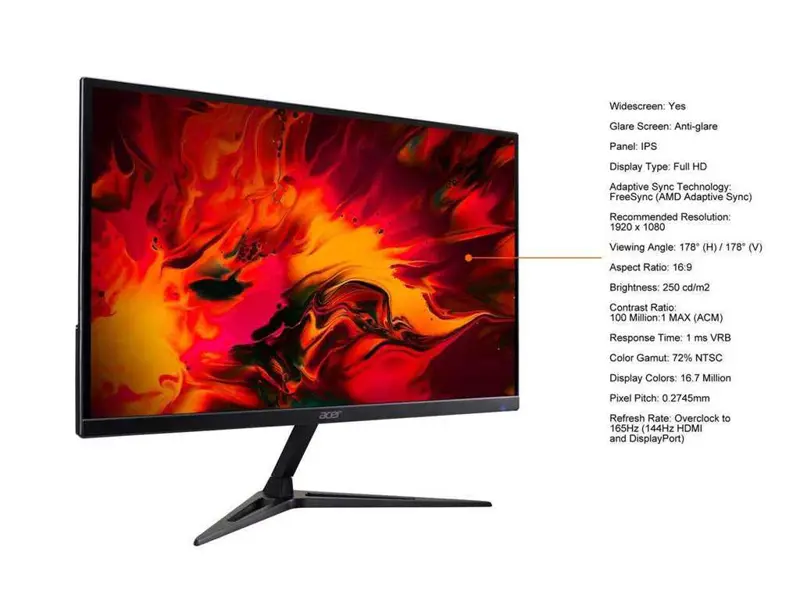 Widescreen: Yes
Glare Screen: Anti-glare
Panel: IPS
Display Type: Full HD
Adaptive Sync Technology:
FreeSync (AMD Adaptive Sync)
Recommended Resolution:
1920 x 1080
Viewing Angle: 178° (H) / 178° (V)
Aspect Ratio: 16:9
Brightness: 250 cd/m2
Contrast Ratio:
100 Million:1 MAX (ACM)
Response Time: 1 ms VRB
Color Gamut: 72% NTSC
Display Colors: 16.7 Million
Pixel Pitch: 0.2745mm
Refresh Rate: Overclock to
165Hz (144Hz HDMI
and DisplayPort)
acer